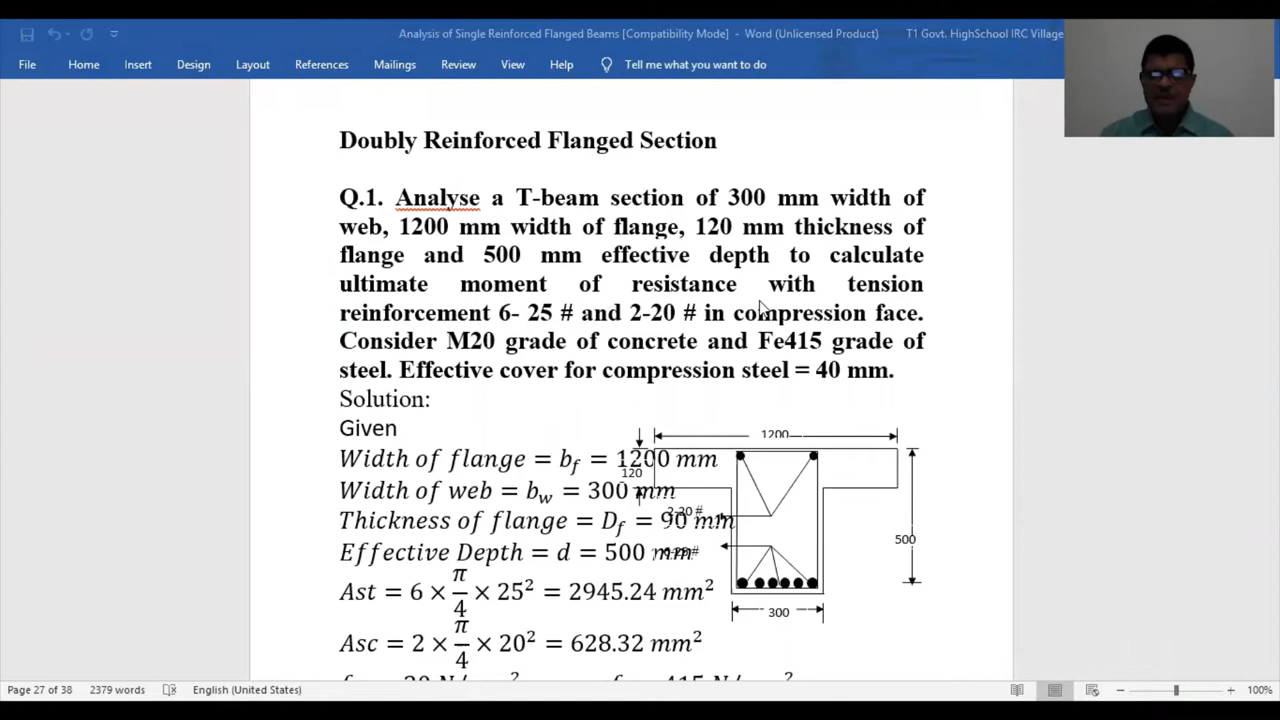 Analysis of Single Reinforced Flanged Beams [Compatibility Mode] - Word (Unlicensed Product)
T1 Govt. HighSchool IRC Village
File Home Insert Design Layout References Mailings Review View Help Tell me what you want to do
Doubly Reinforced Flanged Section
Q.1. Analyse a T-beam section of 300 mm width of
web, 1200 mm width of flange, 120 mm thickness of
flange and 500 mm effective depth to calculate
ultimate moment of resistance with tension
reinforcement 6- 25 # and 2-20 # in compression face.
Consider M20 grade of concrete and Fe415 grade of
steel. Effective cover for compression steel = 40 mm.
Solution:
Given
Width of flange = b_f = 1200 mm
Width of web = b_w = 300 mm
Thickness of flange = D_f = 90 mm
Effective Depth = d = 500 mm
Ast = 6 × π/4 × 25² = 2945.24 mm²
Asc = 2 × π/4 × 20² = 628.32 mm²
1200
120
2-20 #
500
300
Page 27 of 38 2379 words English (United States) 100%